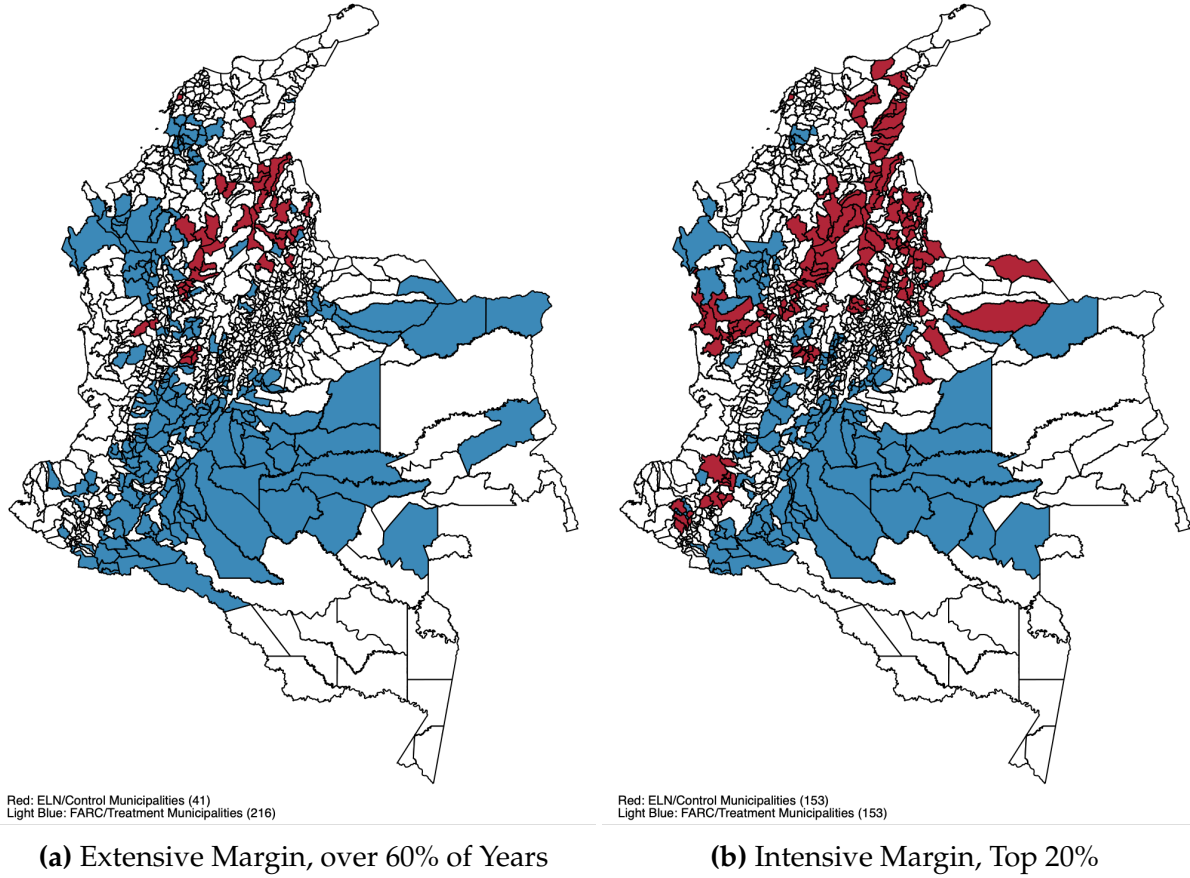 Red: ELN/Control Municipalities (41)
Light Blue: FARC/Treatment Municipalities (216)
Red: ELN/Control Municipalities (153)
Light Blue: FARC/Treatment Municipalities (153)
(a) Extensive Margin, over 60% of Years
(b) Intensive Margin, Top 20%